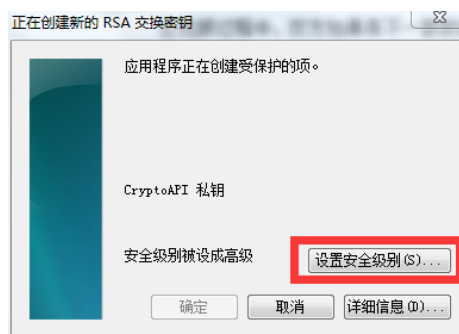 正在创建新的 RSA 交换密钥
应用程序正在创建受保护的项。
CryptoAPI 私钥
安全级别被设成高级
设置安全级别(S)...
确定
取消
详细信息(D)...